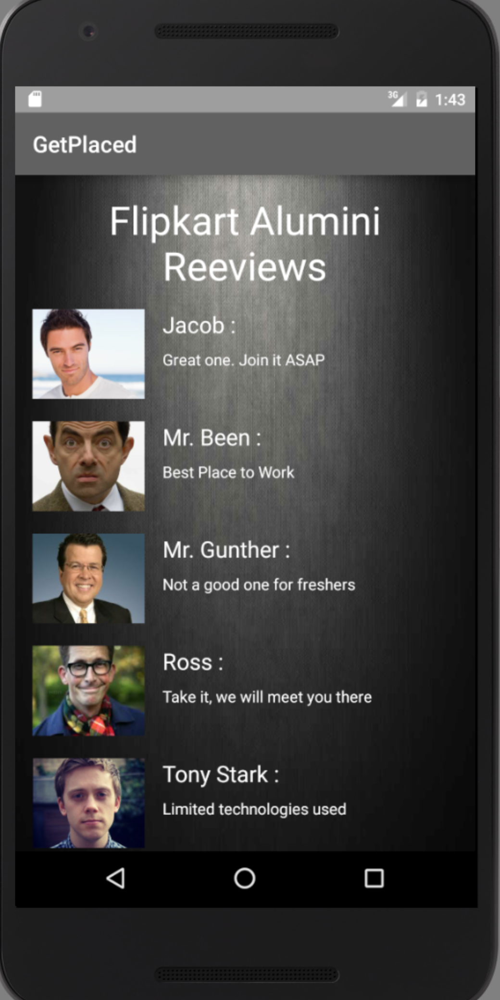 3G 1:43
GetPlaced
Flipkart Alumini
Reeviews
Jacob :
Great one. Join it ASAP
Mr. Been :
Best Place to Work
Mr. Gunther :
Not a good one for freshers
Ross :
Take it, we will meet you there
Tony Stark :
Limited technologies used